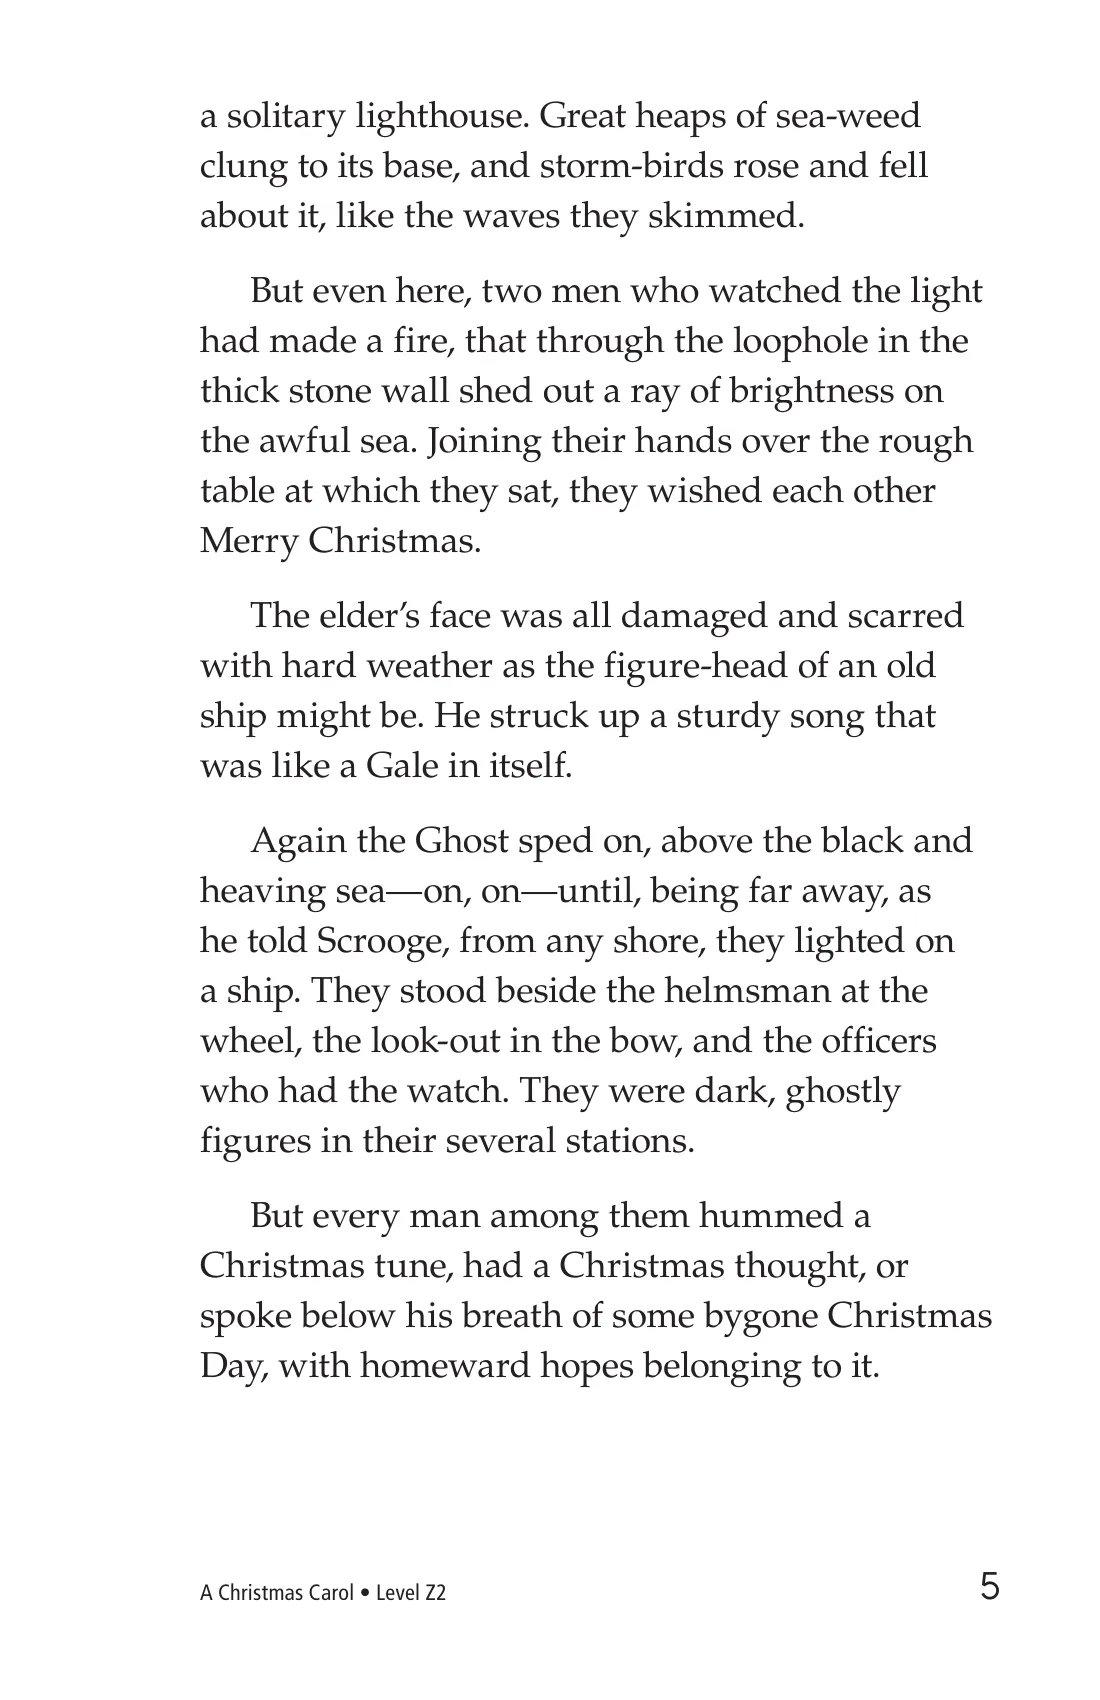 a solitary lighthouse. Great heaps of sea-weed
clung to its base, and storm-birds rose and fell
about it, like the waves they skimmed.
But even here, two men who watched the light
had made a fire, that through the loophole in the
thick stone wall shed out a ray of brightness on
the awful sea. Joining their hands over the rough
table at which they sat, they wished each other
Merry Christmas.
The elder’s face was all damaged and scarred
with hard weather as the figure-head of an old
ship might be. He struck up a sturdy song that
was like a Gale in itself.
Again the Ghost sped on, above the black and
heaving sea—on, on—until, being far away, as
he told Scrooge, from any shore, they lighted on
a ship. They stood beside the helmsman at the
wheel, the look-out in the bow, and the officers
who had the watch. They were dark, ghostly
figures in their several stations.
But every man among them hummed a
Christmas tune, had a Christmas thought, or
spoke below his breath of some bygone Christmas
Day, with homeward hopes belonging to it.
A Christmas Carol • Level Z2 5